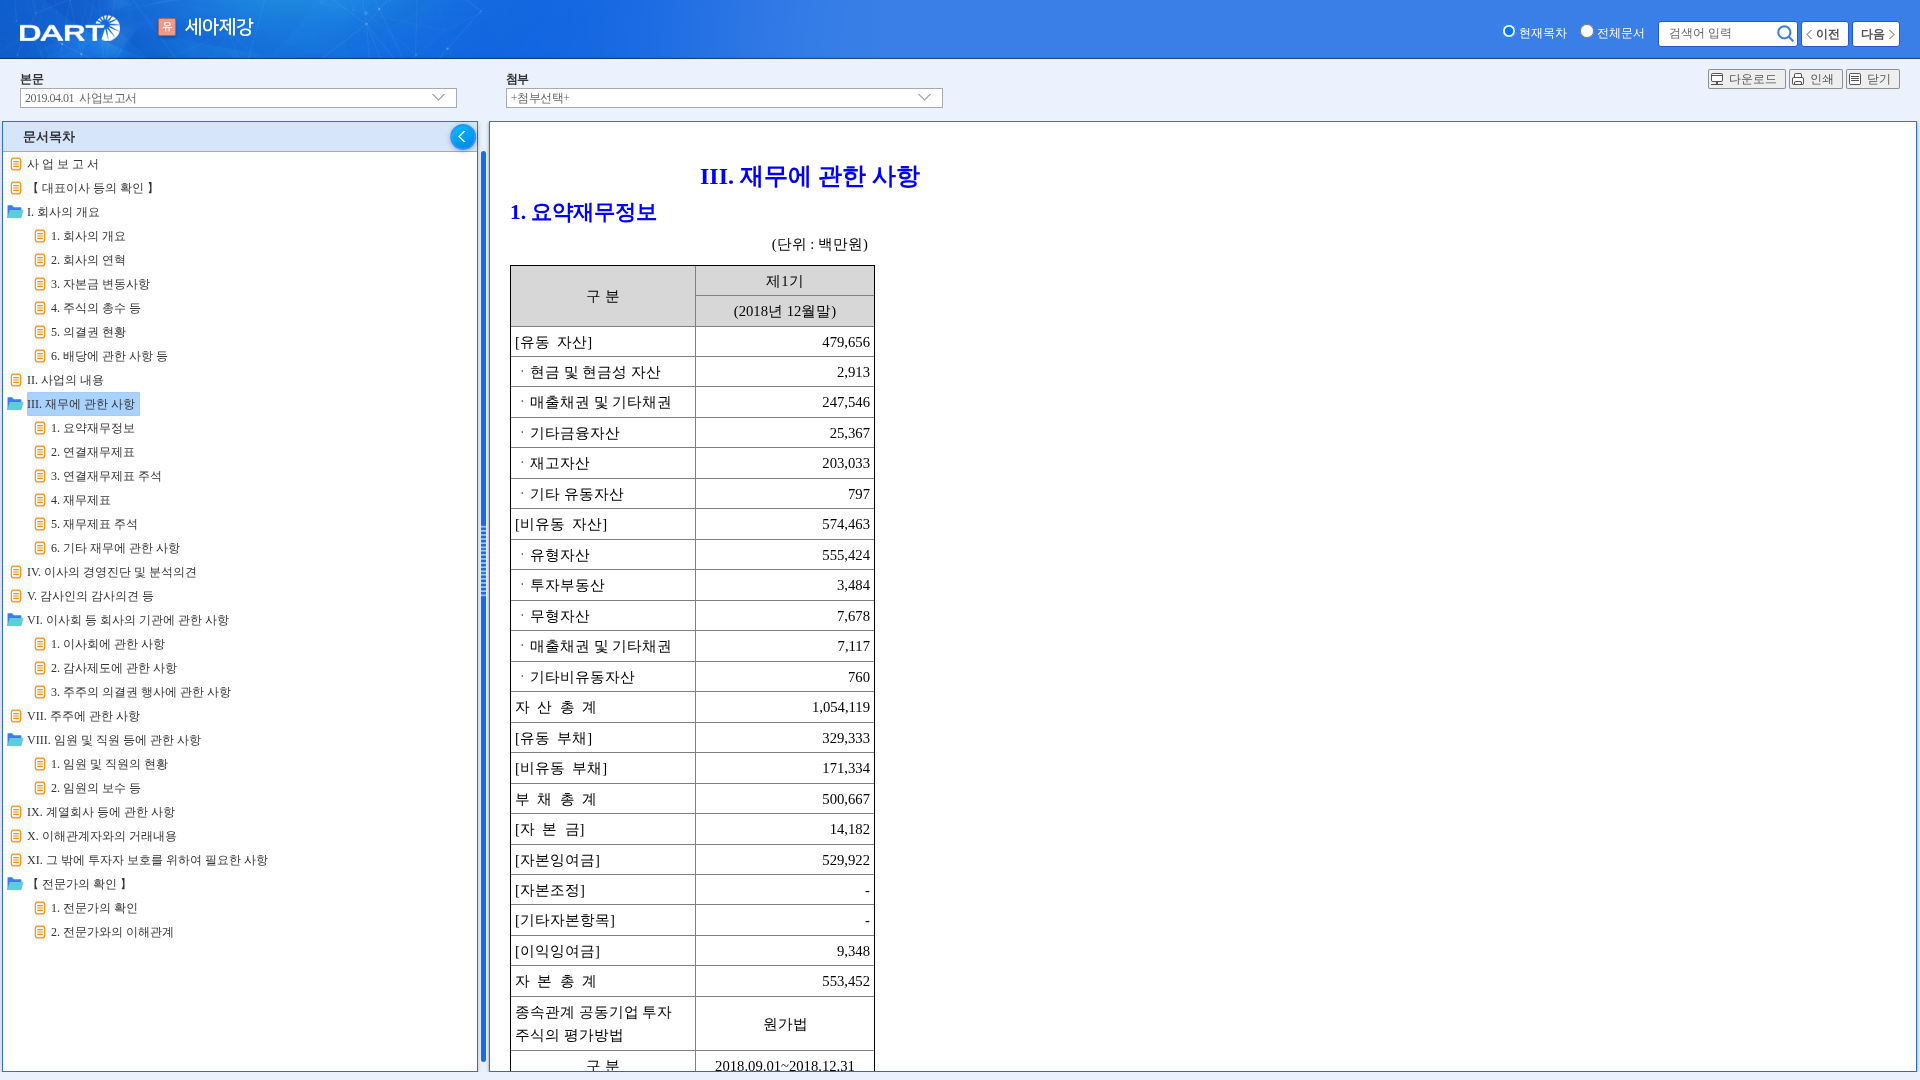 DART
유 세아제강
현재목차 전체문서 검색어 입력 이전 다음
본문
2019.04.01 사업보고서
첨부
+첨부선택+
다운로드 인쇄 닫기
문서목차
사 업 보 고 서
【 대표이사 등의 확인 】
I. 회사의 개요
1. 회사의 개요
2. 회사의 연혁
3. 자본금 변동사항
4. 주식의 총수 등
5. 의결권 현황
6. 배당에 관한 사항 등
II. 사업의 내용
III. 재무에 관한 사항
1. 요약재무정보
2. 연결재무제표
3. 연결재무제표 주석
4. 재무제표
5. 재무제표 주석
6. 기타 재무에 관한 사항
IV. 이사의 경영진단 및 분석의견
V. 감사인의 감사의견 등
VI. 이사회 등 회사의 기관에 관한 사항
1. 이사회에 관한 사항
2. 감사제도에 관한 사항
3. 주주의 의결권 행사에 관한 사항
VII. 주주에 관한 사항
VIII. 임원 및 직원 등에 관한 사항
1. 임원 및 직원의 현황
2. 임원의 보수 등
IX. 계열회사 등에 관한 사항
X. 이해관계자와의 거래내용
XI. 그 밖에 투자자 보호를 위하여 필요한 사항
【 전문가의 확인 】
1. 전문가의 확인
2. 전문가와의 이해관계
III. 재무에 관한 사항
1. 요약재무정보
(단위 : 백만원)
구 분 제1기
(2018년 12월말)
[유동 자산] 479,656
ㆍ현금 및 현금성 자산 2,913
ㆍ매출채권 및 기타채권 247,546
ㆍ기타금융자산 25,367
ㆍ재고자산 203,033
ㆍ기타 유동자산 797
[비유동 자산] 574,463
ㆍ유형자산 555,424
ㆍ투자부동산 3,484
ㆍ무형자산 7,678
ㆍ매출채권 및 기타채권 7,117
ㆍ기타비유동자산 760
자 산 총 계 1,054,119
[유동 부채] 329,333
[비유동 부채] 171,334
부 채 총 계 500,667
[자 본 금] 14,182
[자본잉여금] 529,922
[자본조정] -
[기타자본항목] -
[이익잉여금] 9,348
자 본 총 계 553,452
종속관계 공동기업 투자
주식의 평가방법 원가법
구 분 2018.09.01~2018.12.31